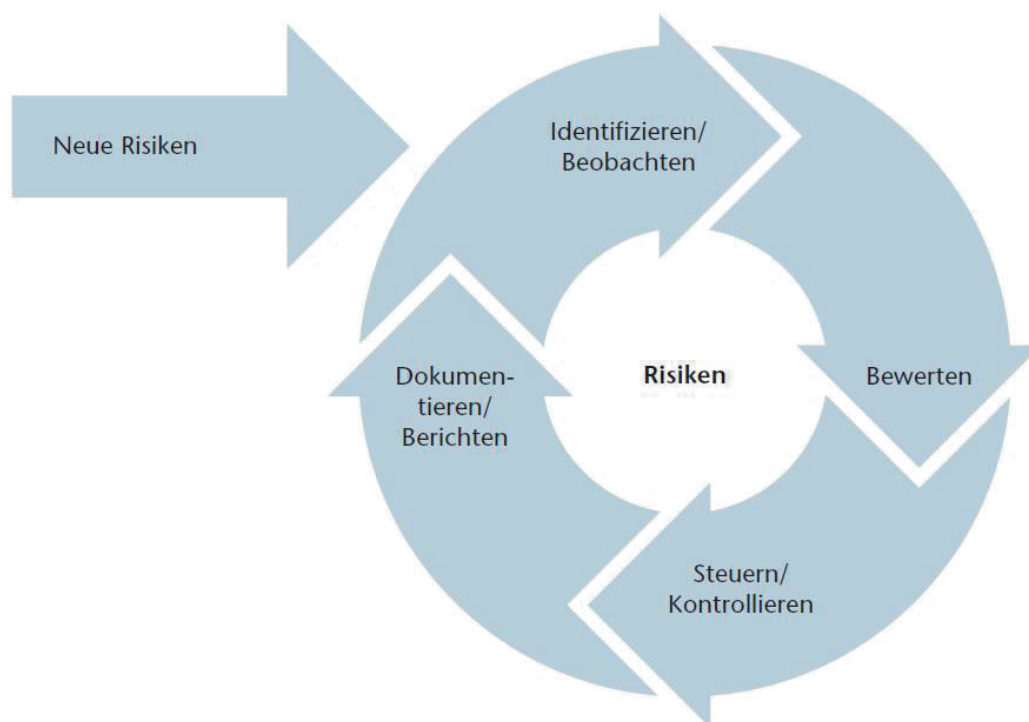 Neue Risiken
Identifizieren/
Beobachten
Bewerten
Steuern/
Kontrollieren
Dokumen-
tieren/
Berichten
Risiken